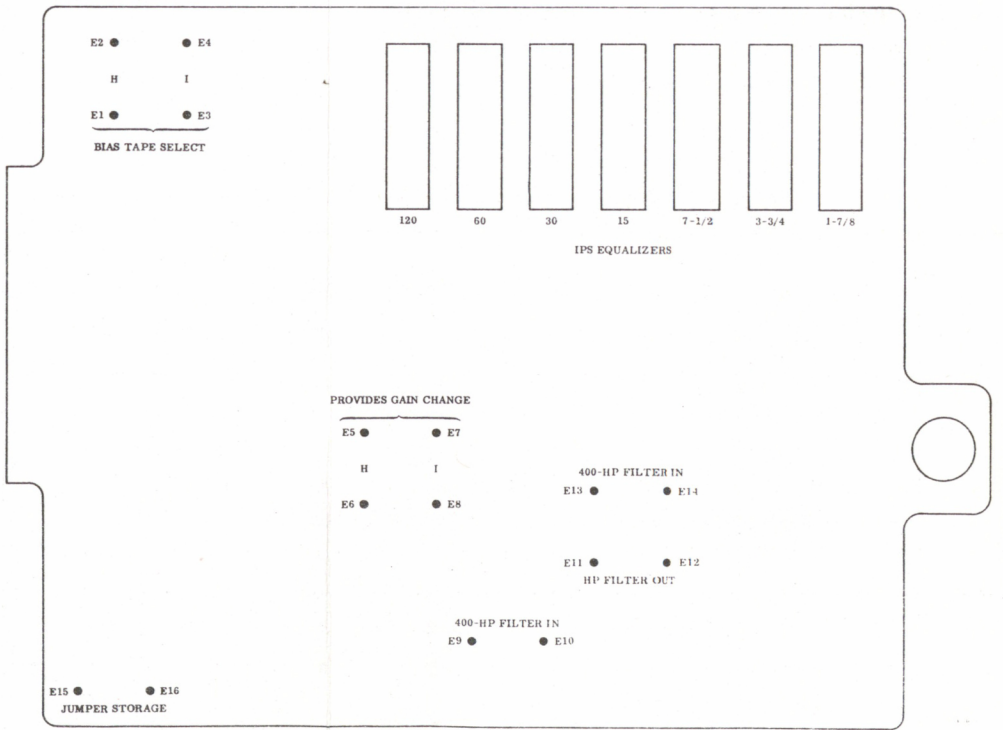 E2 E4
H I
E1 E3
BIAS TAPE SELECT
120 60 30 15 7-1/2 3-3/4 1-7/8
IPS EQUALIZERS
PROVIDES GAIN CHANGE
E5 E7
H I
E6 E8
400-HP FILTER IN
E13 E14
E11 E12
HP FILTER OUT
400-HP FILTER IN
E9 E10
E15 E16
JUMPER STORAGE